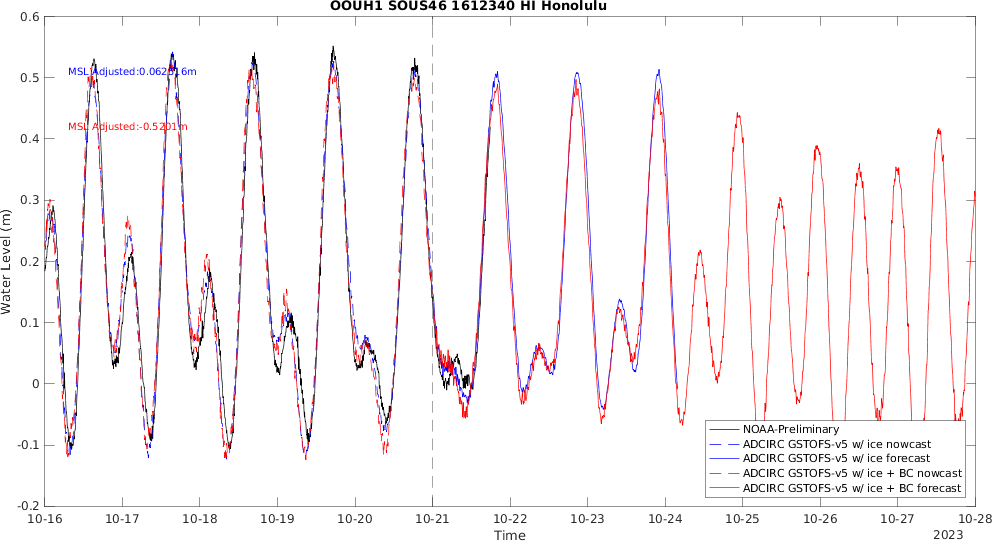 OOUH1 SOUS46 1612340 HI Honolulu
0.6
0.5
0.4
0.3
0.2
0.1
0
-0.1
-0.2
Water Level (m)
MSL Adjusted:0.062516m
MSL Adjusted:-0.5201m
NOAA-Preliminary
ADCIRC GSTOFS-v5 w/ ice nowcast
ADCIRC GSTOFS-v5 w/ ice forecast
ADCIRC GSTOFS-v5 w/ ice + BC nowcast
ADCIRC GSTOFS-v5 w/ ice + BC forecast
10-16 10-17 10-18 10-19 10-20 10-21 10-22 10-23 10-24 10-25 10-26 10-27 10-28
Time
2023